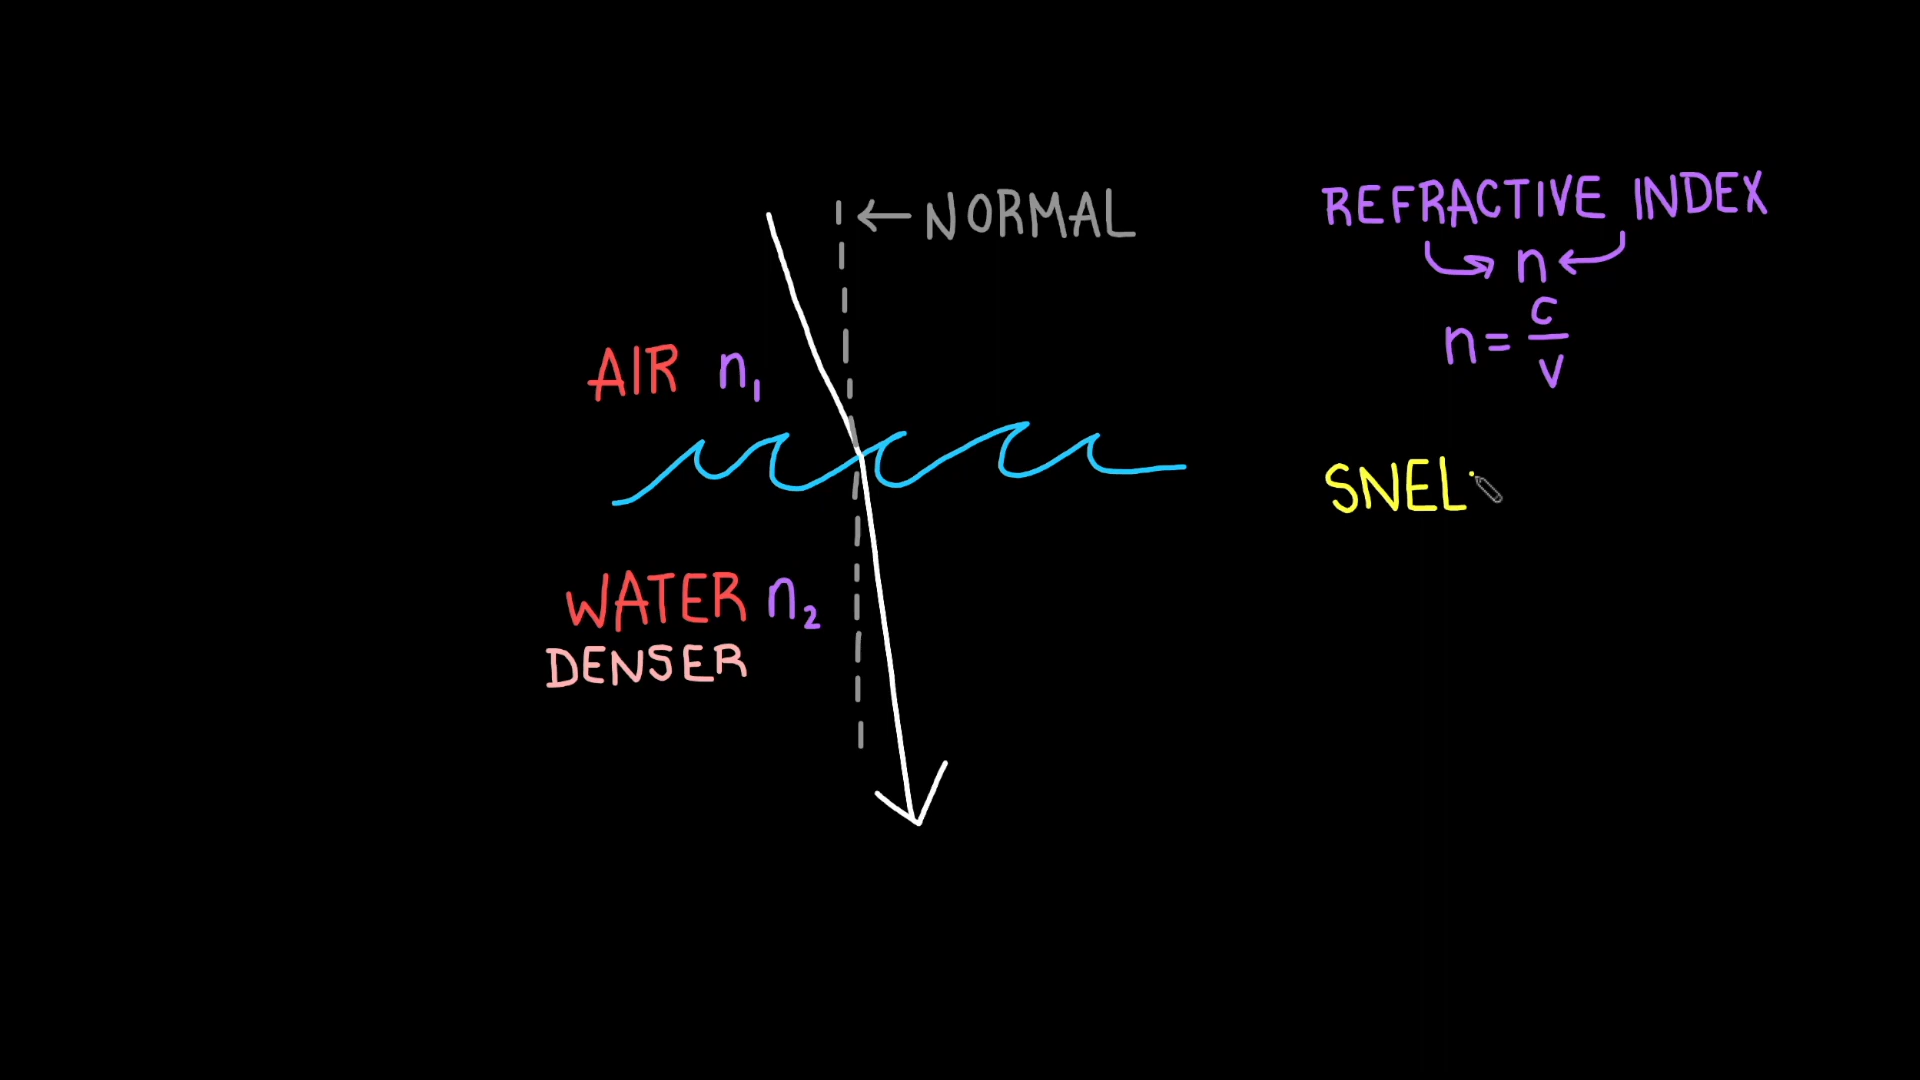 NORMAL
AIR n₁
WATER n₂
DENSER
REFRACTIVE INDEX
n
n = c/v
SNEL